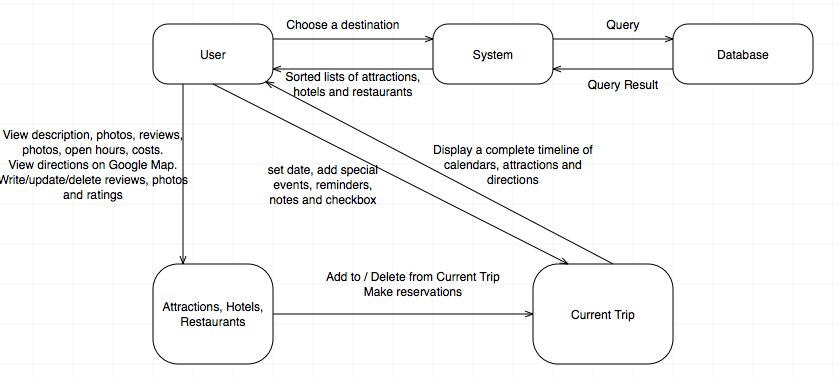 Choose a destination
Query
User
System
Database
Sorted lists of attractions,
hotels and restaurants
Query Result
View description, photos, reviews,
photos, open hours, costs.
View directions on Google Map.
Write/update/delete reviews, photos
and ratings
set date, add special
events, reminders,
notes and checkbox
Display a complete timeline of
calendars, attractions and
directions
Add to / Delete from Current Trip
Make reservations
Attractions, Hotels,
Restaurants
Current Trip